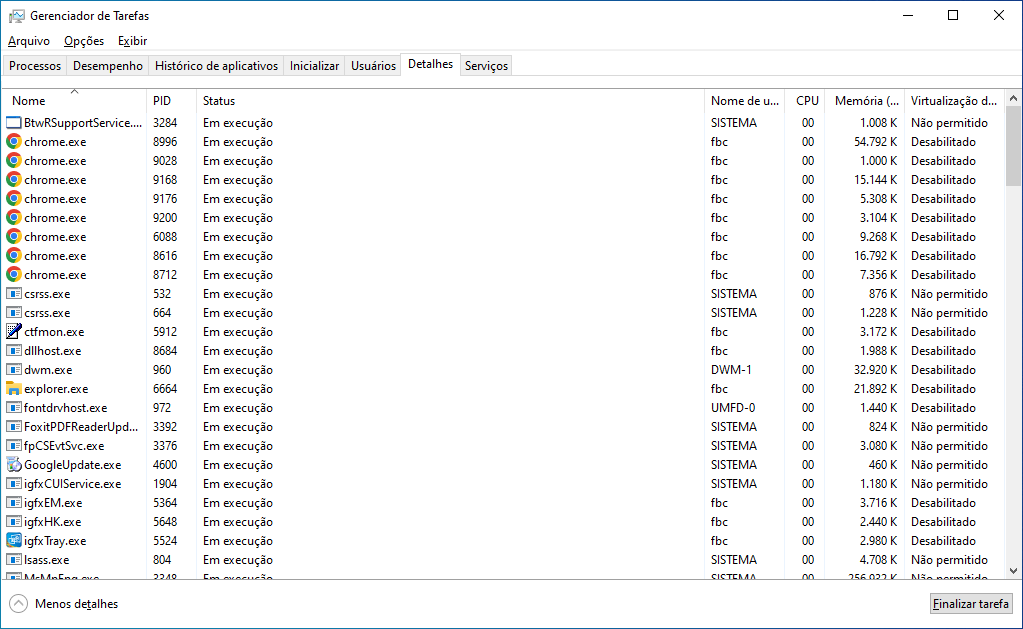 Gerenciador de Tarefas
Arquivo Opções Exibir
Processos Desempenho Histórico de aplicativos Inicializar Usuários Detalhes Serviços
Nome PID Status Nome de u... CPU Memória (... Virtualização d...
BtwRSupportService.... 3284 Em execução SISTEMA 00 1.008 K Não permitido
chrome.exe 8996 Em execução fbc 00 54.792 K Desabilitado
chrome.exe 9028 Em execução fbc 00 1.000 K Desabilitado
chrome.exe 9168 Em execução fbc 00 15.144 K Desabilitado
chrome.exe 9176 Em execução fbc 00 5.308 K Desabilitado
chrome.exe 9200 Em execução fbc 00 3.104 K Desabilitado
chrome.exe 6088 Em execução fbc 00 9.268 K Desabilitado
chrome.exe 8616 Em execução fbc 00 16.792 K Desabilitado
chrome.exe 8712 Em execução fbc 00 7.356 K Desabilitado
csrss.exe 532 Em execução SISTEMA 00 876 K Não permitido
csrss.exe 664 Em execução SISTEMA 00 1.228 K Não permitido
ctfmon.exe 5912 Em execução fbc 00 3.172 K Desabilitado
dllhost.exe 8684 Em execução fbc 00 1.988 K Desabilitado
dwm.exe 960 Em execução DWM-1 00 32.920 K Desabilitado
explorer.exe 6664 Em execução fbc 00 21.892 K Desabilitado
fontdrvhost.exe 972 Em execução UMFD-0 00 1.440 K Desabilitado
FoxitPDFReaderUpd... 3392 Em execução SISTEMA 00 824 K Não permitido
fpCSEvtSvc.exe 3376 Em execução SISTEMA 00 3.080 K Não permitido
GoogleUpdate.exe 4600 Em execução SISTEMA 00 460 K Não permitido
igfxCUIService.exe 1904 Em execução SISTEMA 00 1.180 K Não permitido
igfxEM.exe 5364 Em execução fbc 00 3.716 K Desabilitado
igfxHK.exe 5648 Em execução fbc 00 2.440 K Desabilitado
igfxTray.exe 5524 Em execução fbc 00 2.980 K Desabilitado
lsass.exe 804 Em execução SISTEMA 00 4.708 K Não permitido
MsMpEng.exe 3348 Em execução SISTEMA 00 256.932 K Não permitido
Menos detalhes Finalizar tarefa